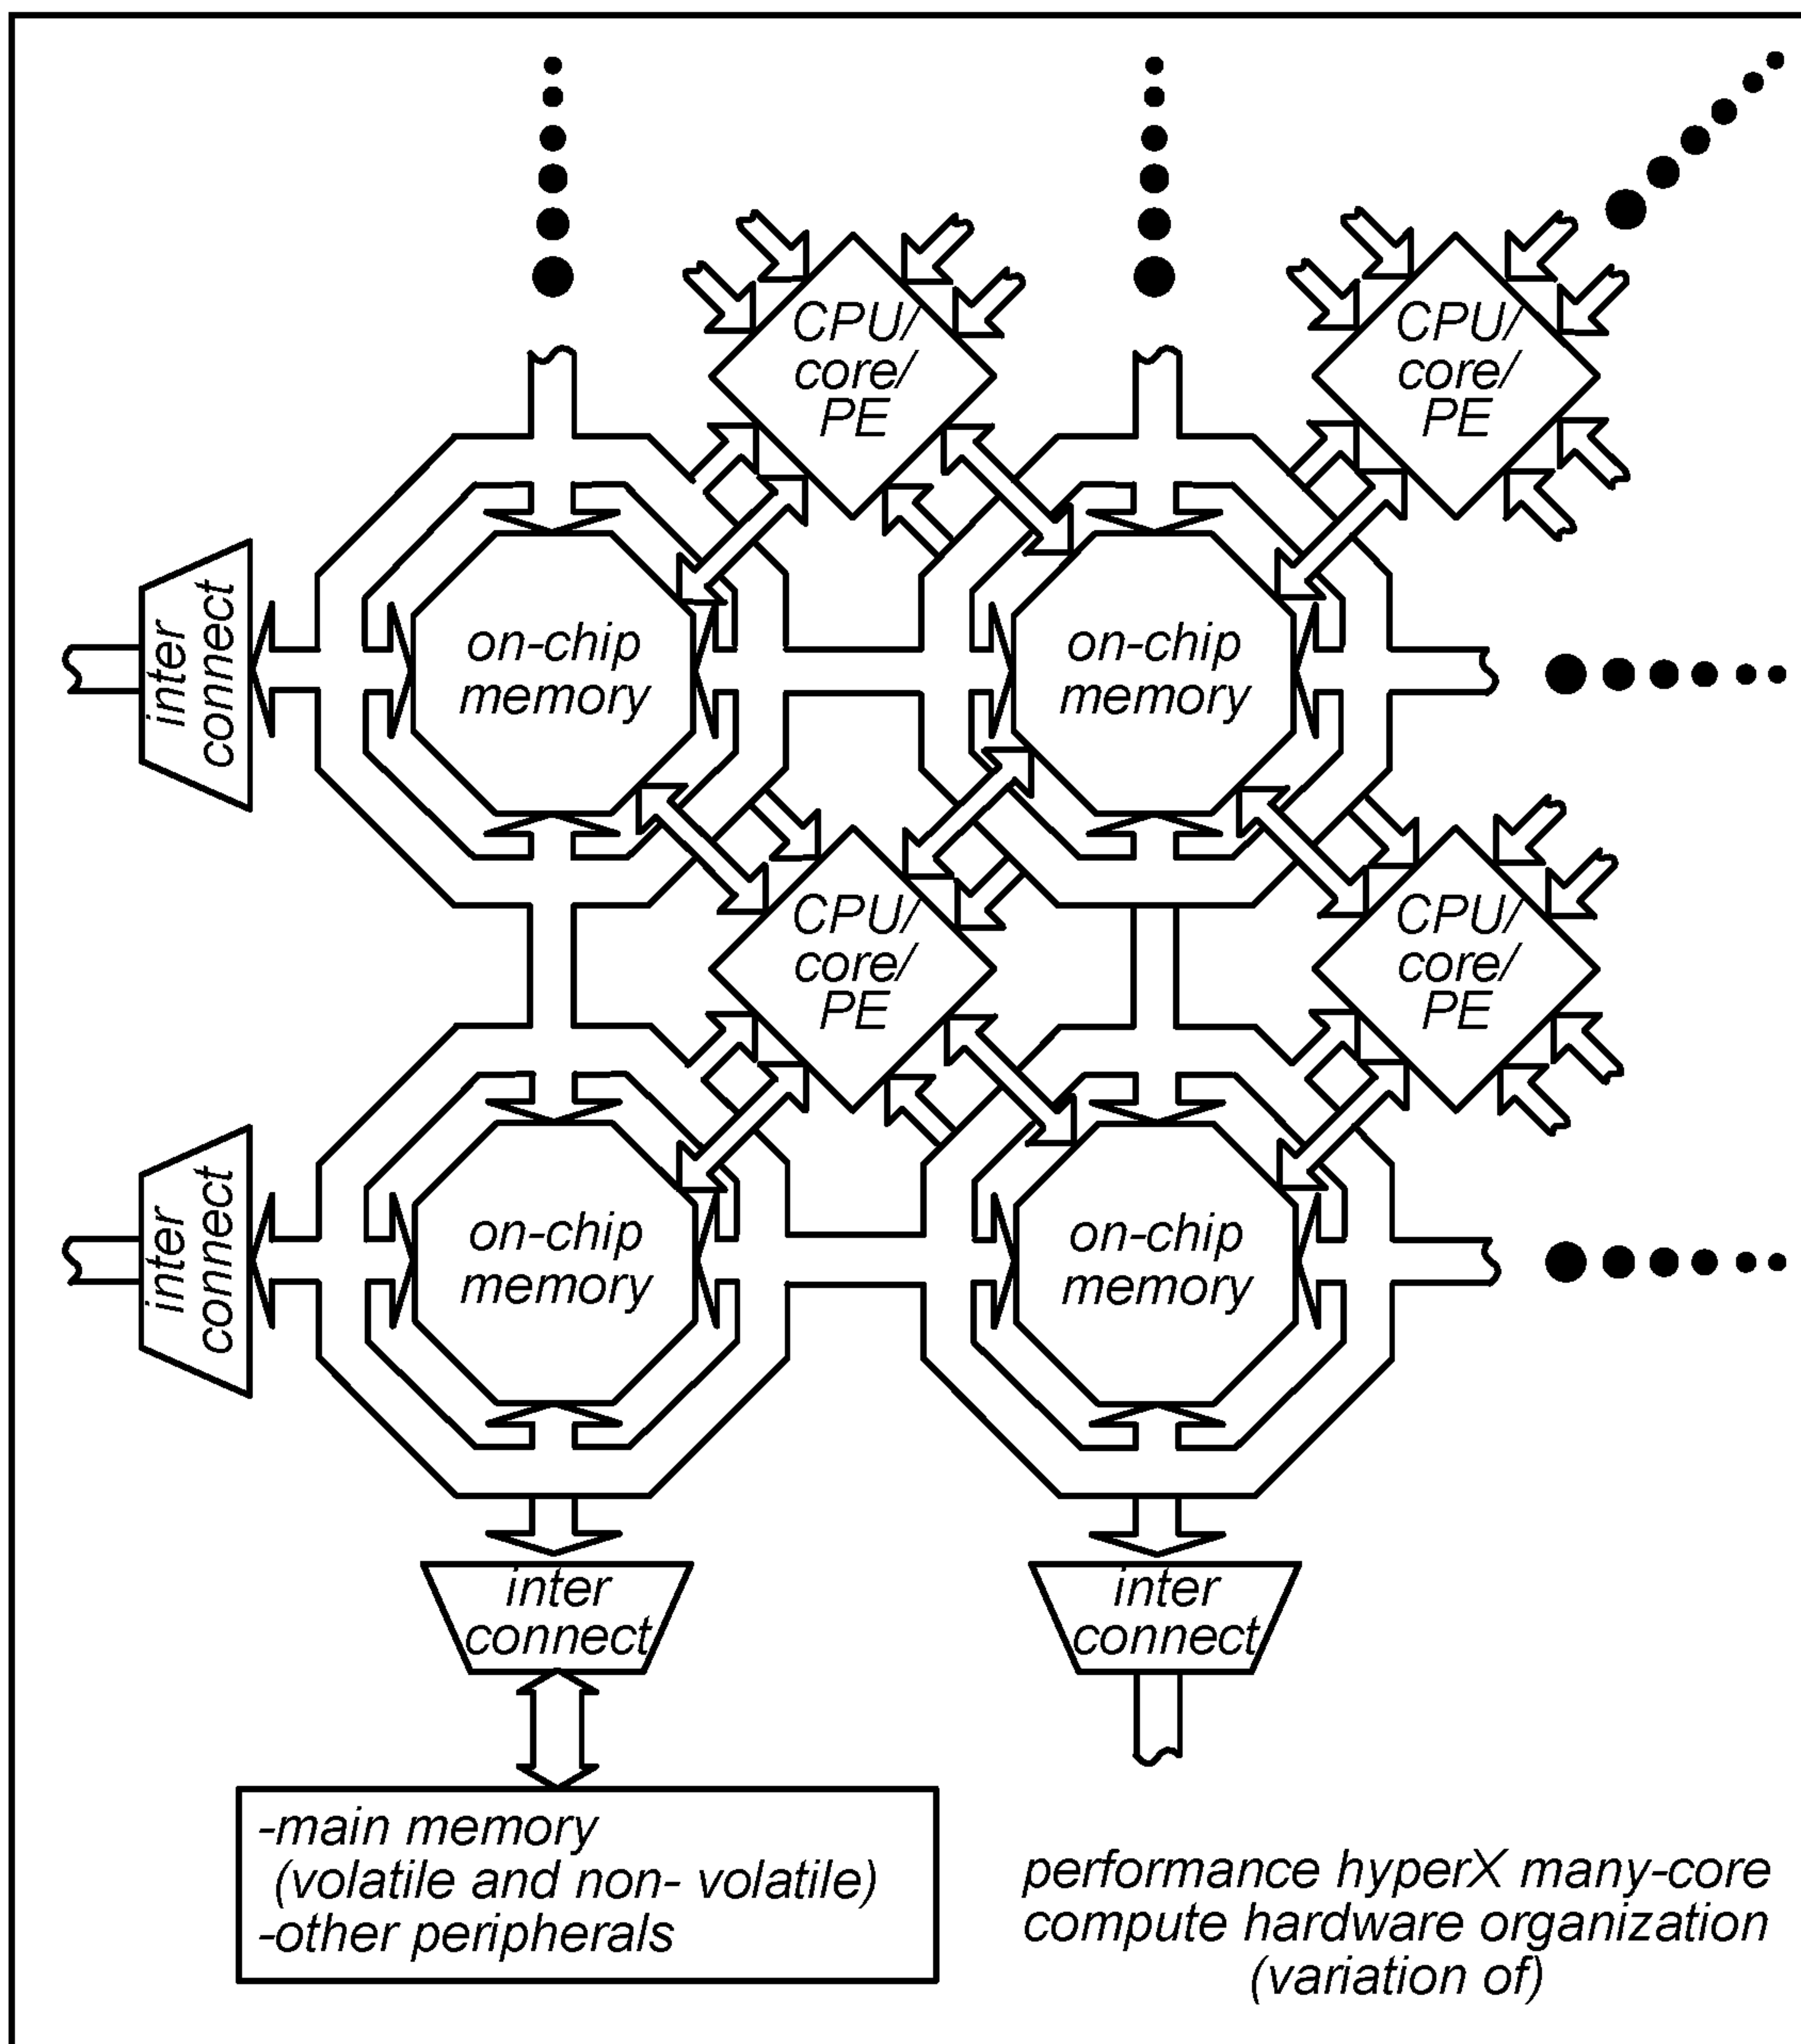 CPU/
core/
PE
CPU/
core/
PE
inter
connect
on-chip
memory
on-chip
memory
CPU/
core/
PE
CPU/
core/
PE
inter
connect
on-chip
memory
on-chip
memory
inter
connect
inter
connect
-main memory
(volatile and non- volatile)
-other peripherals
performance hyperX many-core
compute hardware organization
(variation of)